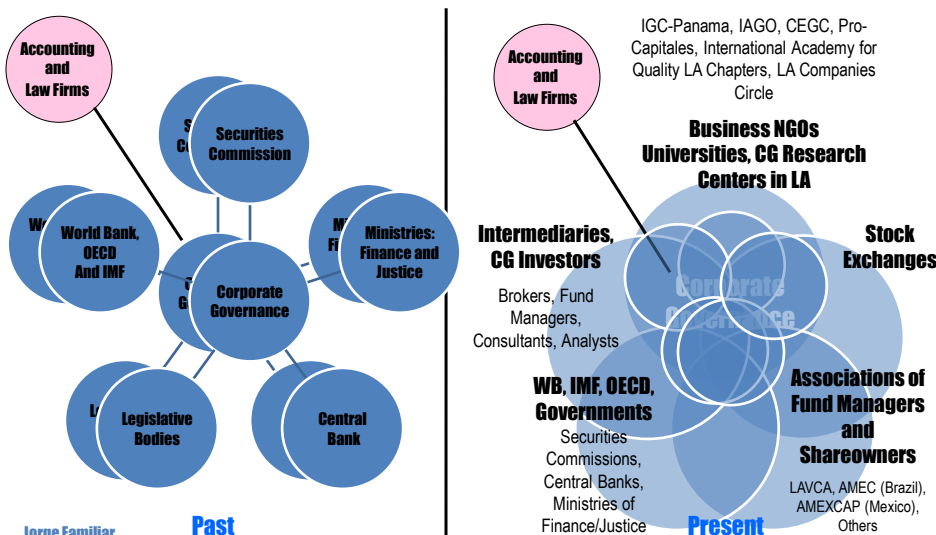 Accounting
and
Law Firms
Securities
Commission
World Bank,
OECD
And IMF
Ministries:
Finance and
Justice
Corporate
Governance
Legislative
Bodies
Central
Bank
Jorge Familiar
Past
IGC-Panama, IAGO, CEGC, Pro-
Capitales, International Academy for
Quality LA Chapters, LA Companies
Circle
Accounting
and
Law Firms
Business NGOs
Universities, CG Research
Centers in LA
Intermediaries,
CG Investors
Brokers, Fund
Managers,
Consultants, Analysts
Stock
Exchanges
Corporate
Governance
WB, IMF, OECD,
Governments
Securities
Commissions,
Central Banks,
Ministries of
Finance/Justice
Associations of
Fund Managers
and
Shareowners
LAVCA, AMEC (Brazil),
AMEXCAP (Mexico),
Others
Present